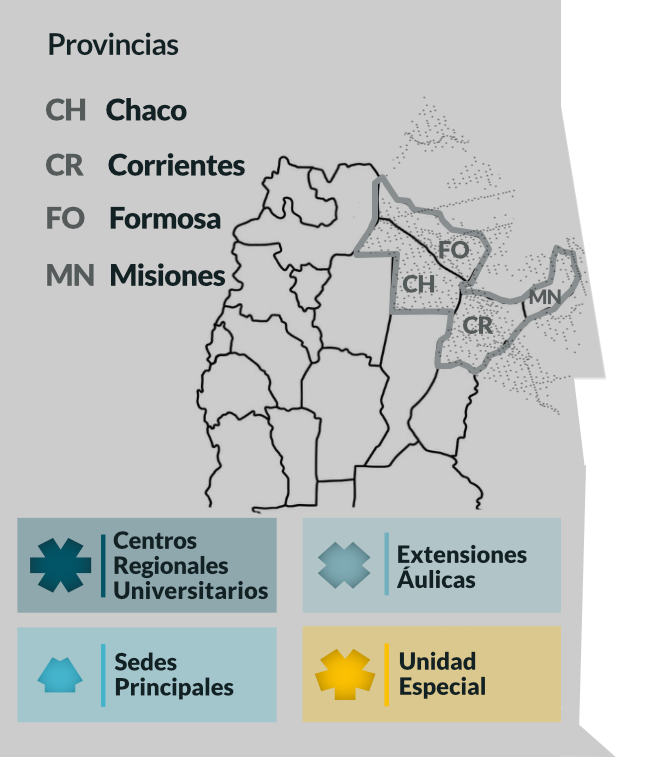 Provincias
CH Chaco
CR Corrientes
FO Formosa
MN Misiones
FO
CH
MN
CR
Centros
Regionales
Universitarios
Extensiones
Áulicas
Sedes
Principales
Unidad
Especial